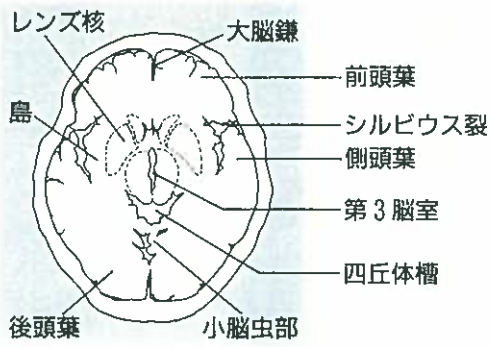 レンズ核
大脳鎌
前頭葉
島
シルビウス裂
側頭葉
第3脳室
四丘体槽
後頭葉
小脳虫部